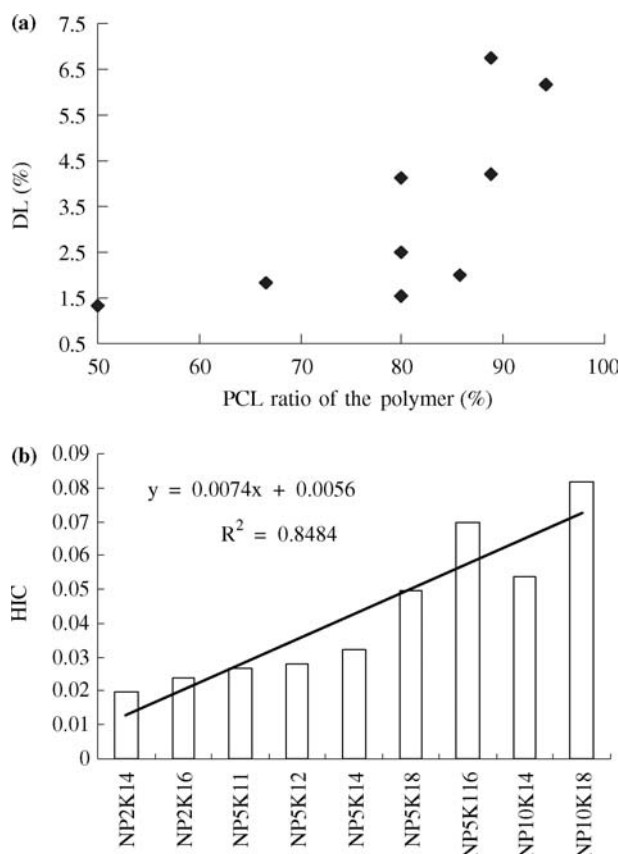 (a)
7.5
6.5
5.5
4.5
3.5
2.5
1.5
0.5
DL (%)
50 60 70 80 90 100
PCL ratio of the polymer (%)
(b)
0.09
0.08
0.07
0.06
0.05
0.04
0.03
0.02
0.01
0
HIC
y = 0.0074x + 0.0056
R² = 0.8484
NP2K14
NP2K16
NP5K11
NP5K12
NP5K14
NP5K18
NP5K116
NP10K14
NP10K18